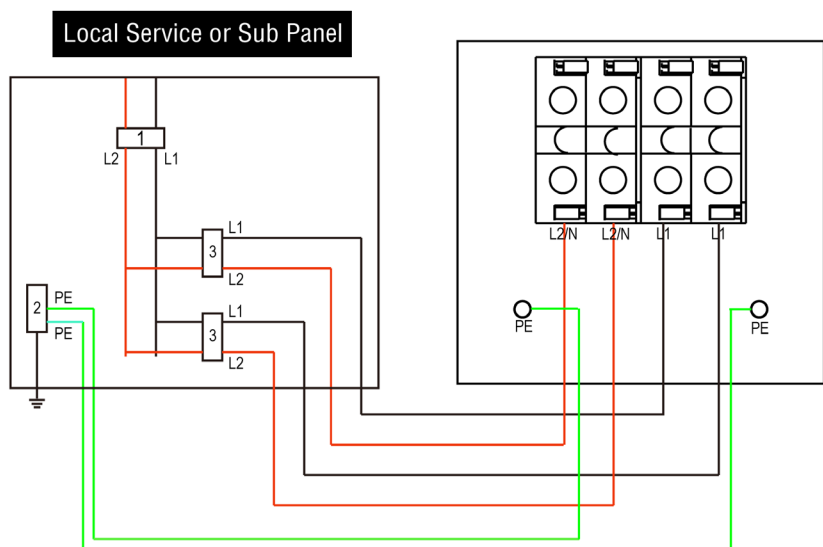 Local Service or Sub Panel
1
L2
L1
L1
3
L2
L2/N
L2/N
L1
L1
PE
2
PE
L1
3
L2
PE
PE